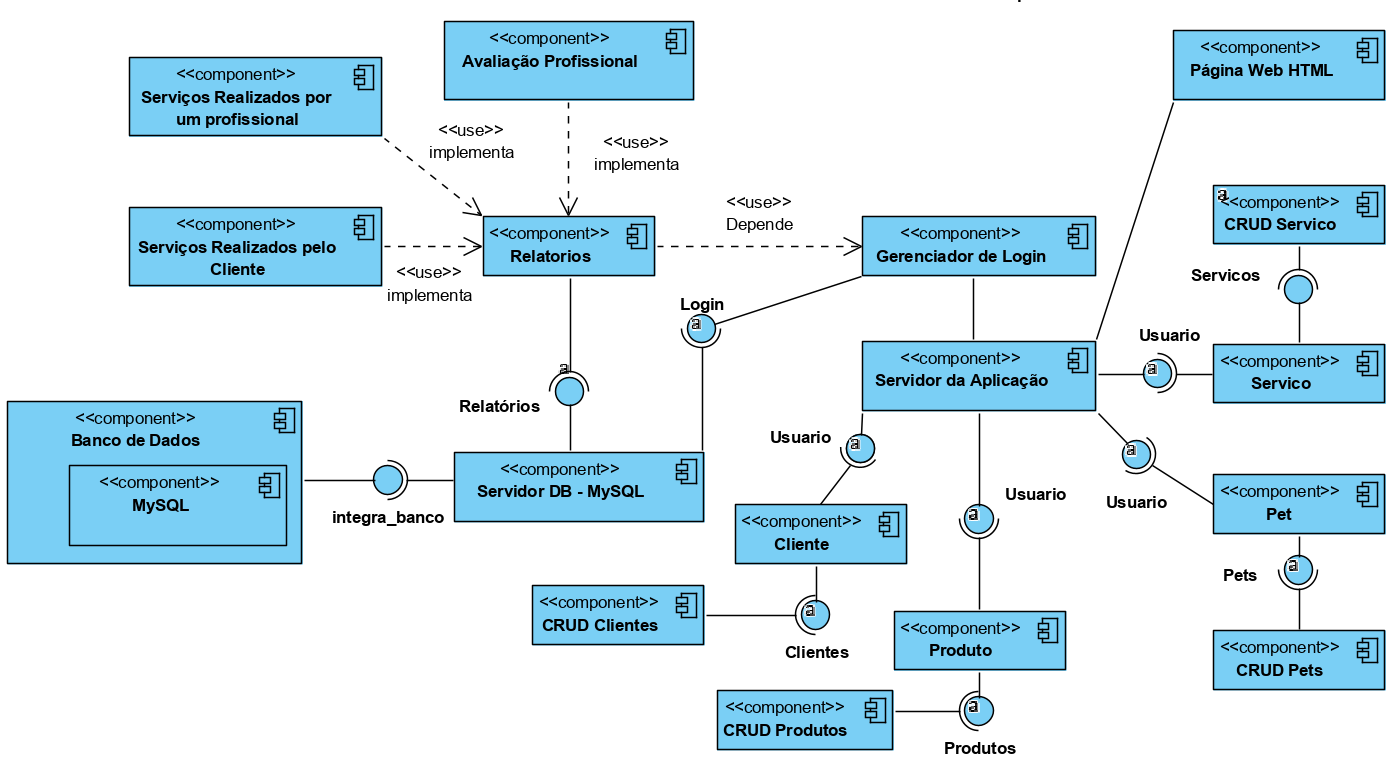 <<component>>
Avaliação Profissional
<<component>>
Página Web HTML
<<component>>
Serviços Realizados por
um profissional
<<use>>
implementa
<<use>>
implementa
<<component>>
CRUD Servico
a
<<use>>
Depende
<<component>>
Serviços Realizados pelo
Cliente
<<component>>
Relatorios
<<component>>
Gerenciador de Login
<<use>>
implementa
Servicos
Login
a
Usuario
a
<<component>>
Servidor da Aplicação
<<component>>
Servico
a
Relatórios
<<component>>
Banco de Dados
<<component>>
MySQL
integra_banco
<<component>>
Servidor DB - MySQL
Usuario
a
Usuario
a
Usuario
a
<<component>>
Pet
<<component>>
Cliente
Pets
a
<<component>>
CRUD Clientes
a
Clientes
<<component>>
Produto
<<component>>
CRUD Pets
<<component>>
CRUD Produtos
a
Produtos